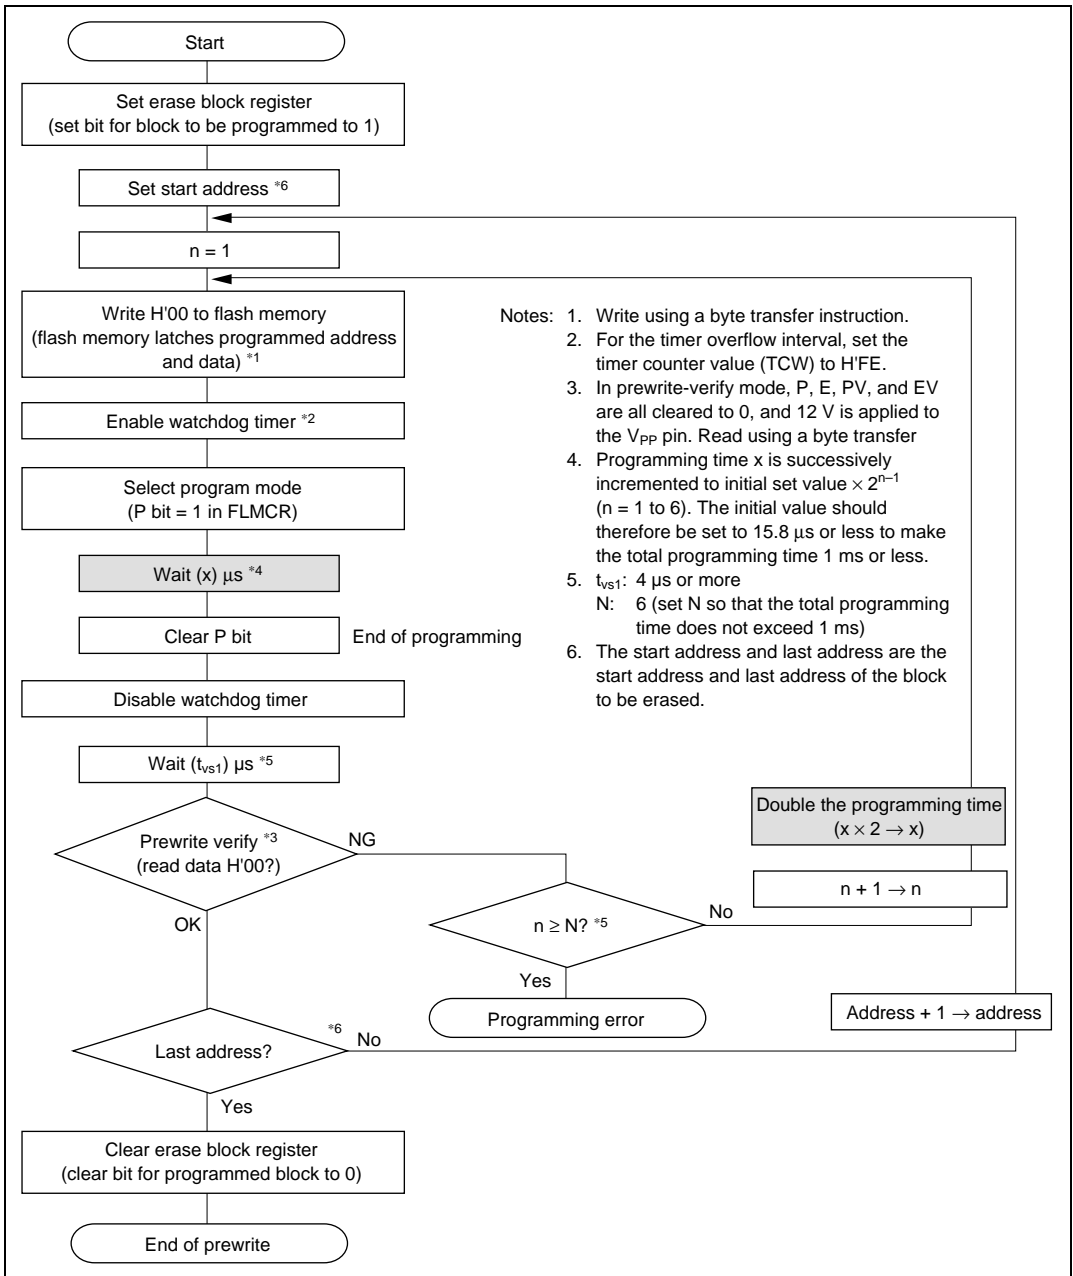 Start
Set erase block register
(set bit for block to be programmed to 1)
Set start address *6
n = 1
Write H'00 to flash memory
(flash memory latches programmed address
and data) *1
Enable watchdog timer *2
Select program mode
(P bit = 1 in FLMCR)
Wait (x) µs *4
Clear P bit
End of programming
Disable watchdog timer
Wait (tvs1) µs *5
Prewrite verify *3
(read data H'00?)
NG
OK
n ≥ N? *5
No
Yes
Programming error
Double the programming time
(x × 2 → x)
n + 1 → n
Address + 1 → address
Last address?
*6
No
Yes
Clear erase block register
(clear bit for programmed block to 0)
End of prewrite
Notes: 1. Write using a byte transfer instruction.
2. For the timer overflow interval, set the
timer counter value (TCW) to H'FE.
3. In prewrite-verify mode, P, E, PV, and EV
are all cleared to 0, and 12 V is applied to
the VPP pin. Read using a byte transfer
4. Programming time x is successively
incremented to initial set value × 2^n–1
(n = 1 to 6). The initial value should
therefore be set to 15.8 µs or less to make
the total programming time 1 ms or less.
5. tvs1: 4 µs or more
N: 6 (set N so that the total programming
time does not exceed 1 ms)
6. The start address and last address are the
start address and last address of the block
to be erased.